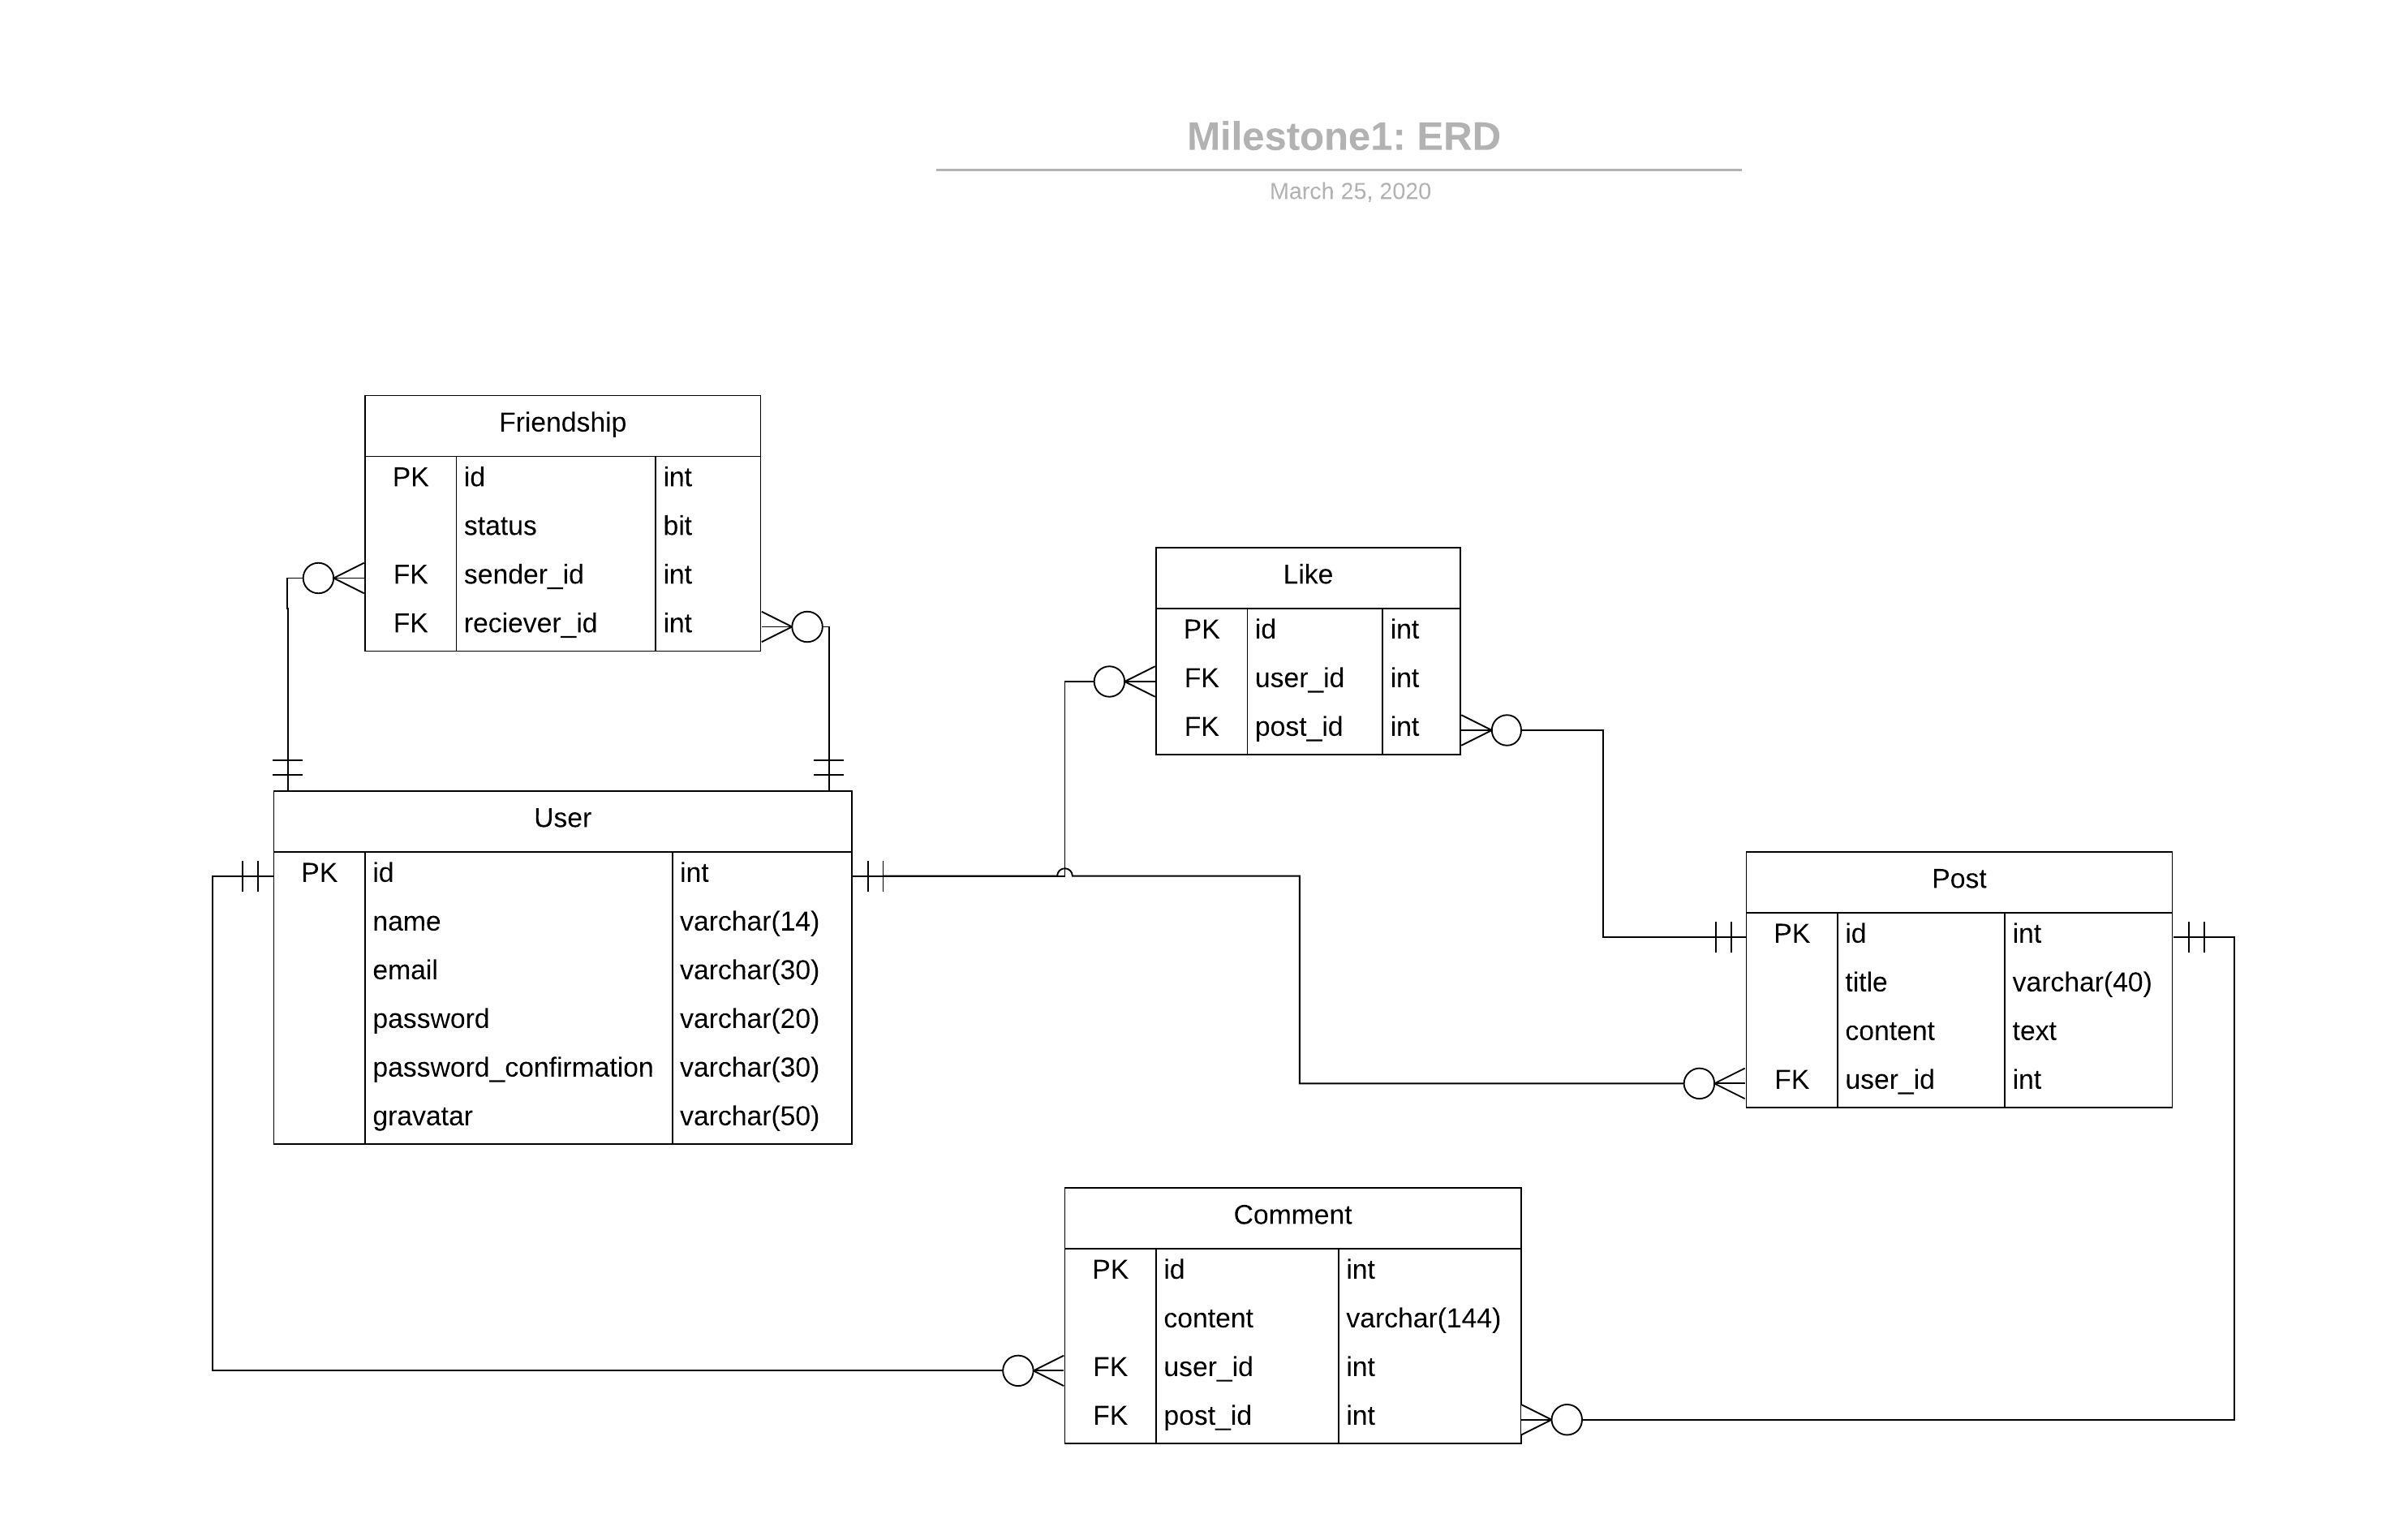 Milestone1: ERD
March 25, 2020
Friendship
PK id int
status bit
FK sender_id int
FK reciever_id int
Like
PK id int
FK user_id int
FK post_id int
User
PK id int
name varchar(14)
email varchar(30)
password varchar(20)
password_confirmation varchar(30)
gravatar varchar(50)
Post
PK id int
title varchar(40)
content text
FK user_id int
Comment
PK id int
content varchar(144)
FK user_id int
FK post_id int